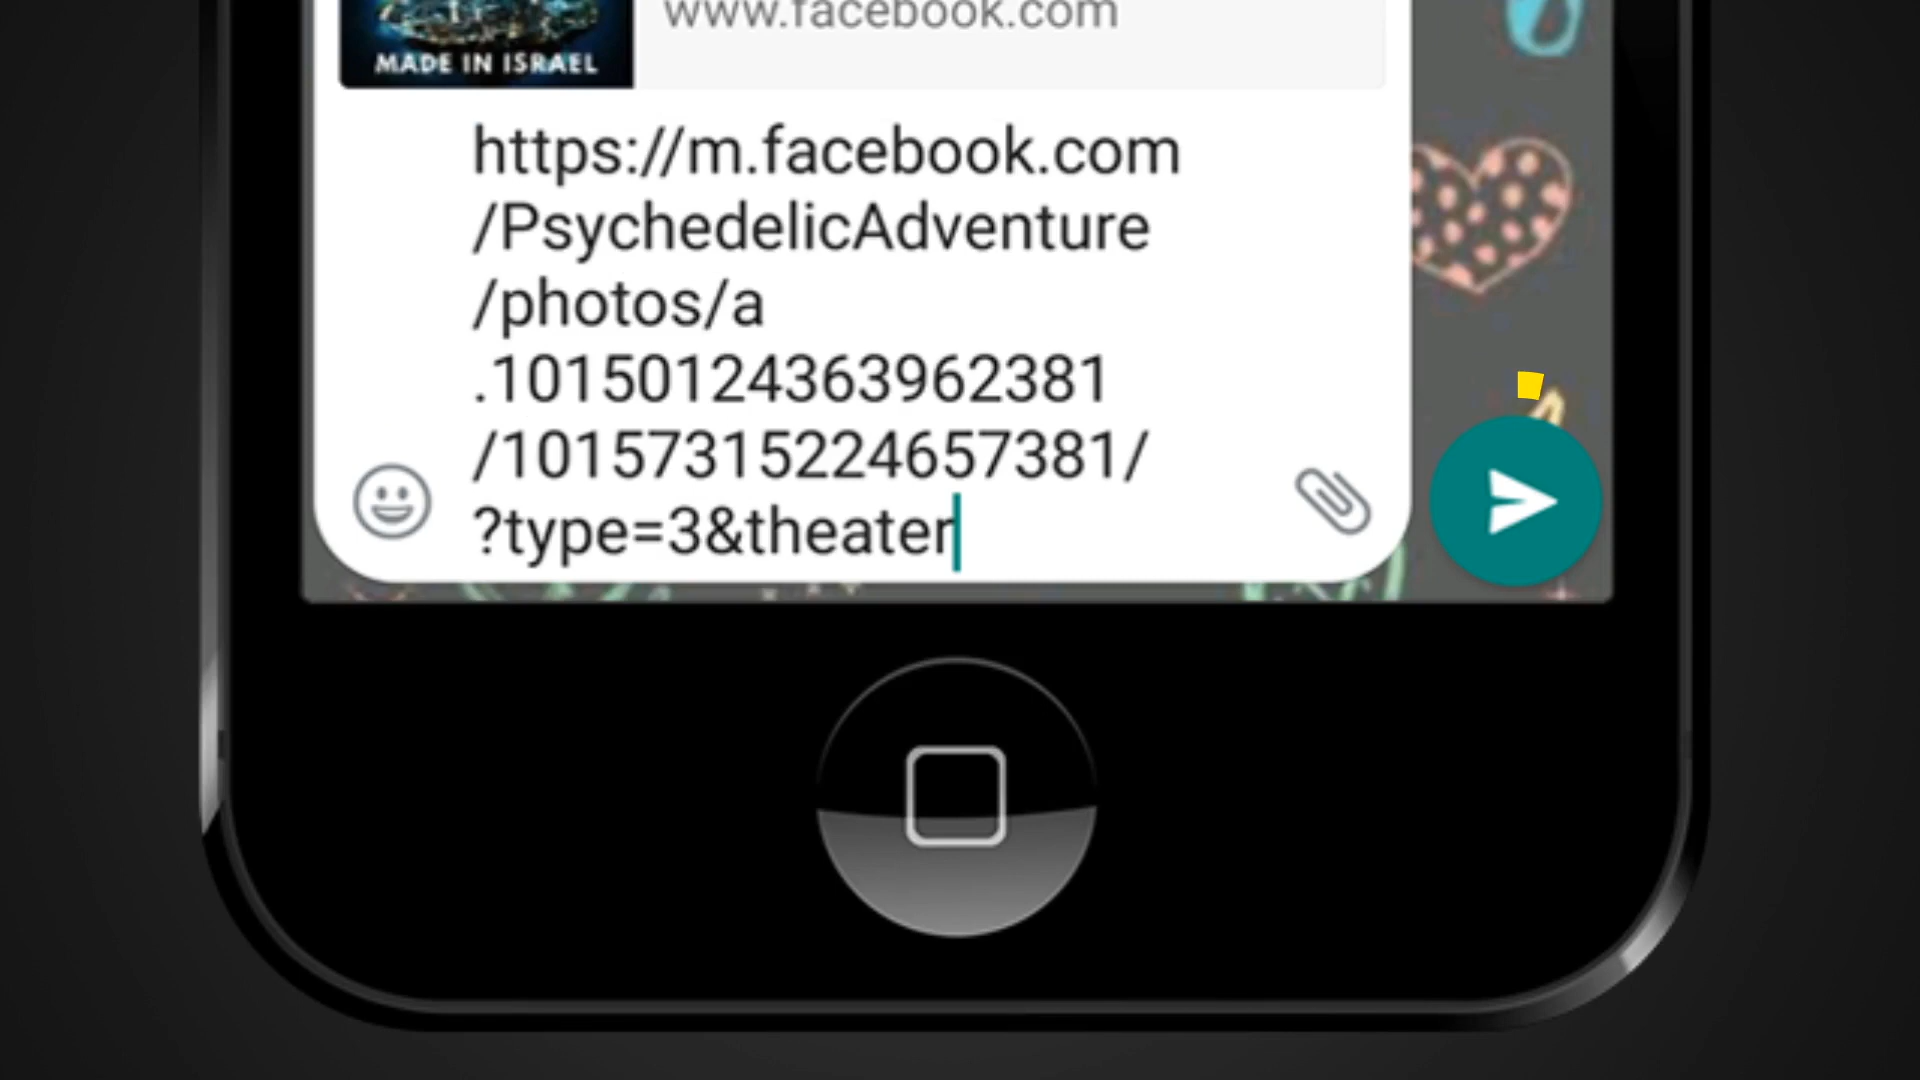 www.facebook.com
MADE IN ISRAEL
https://m.facebook.com
/PsychedelicAdventure
/photos/a
.10150124363962381
/10157315224657381/
?type=3&theater